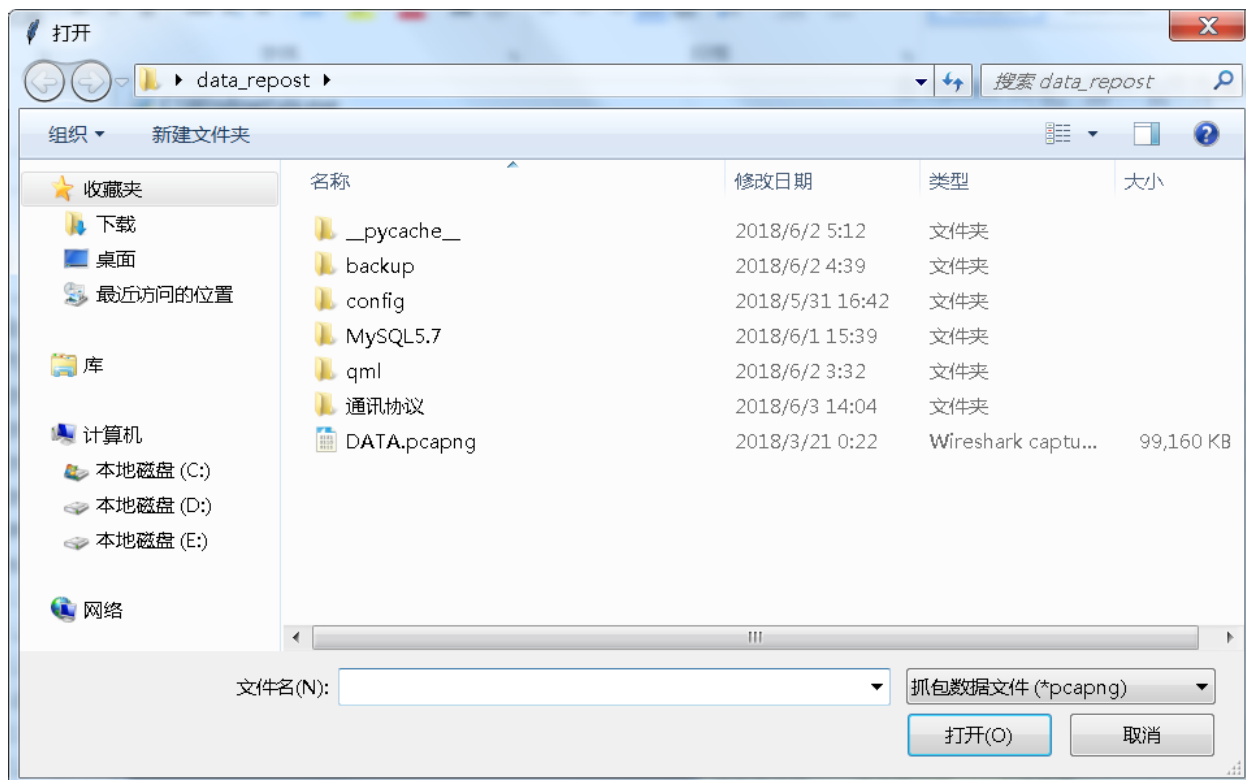 打开
data_repost
搜索 data_repost
组织
新建文件夹
收藏夹
下载
桌面
最近访问的位置
库
计算机
本地磁盘 (C:)
本地磁盘 (D:)
本地磁盘 (E:)
网络
名称 修改日期 类型 大小
__pycache__ 2018/6/2 5:12 文件夹
backup 2018/6/2 4:39 文件夹
config 2018/5/31 16:42 文件夹
MySQL5.7 2018/6/1 15:39 文件夹
qml 2018/6/2 3:32 文件夹
通讯协议 2018/6/3 14:04 文件夹
DATA.pcapng 2018/3/21 0:22 Wireshark captu... 99,160 KB
文件名(N):
抓包数据文件 (*pcapng)
打开(O)
取消